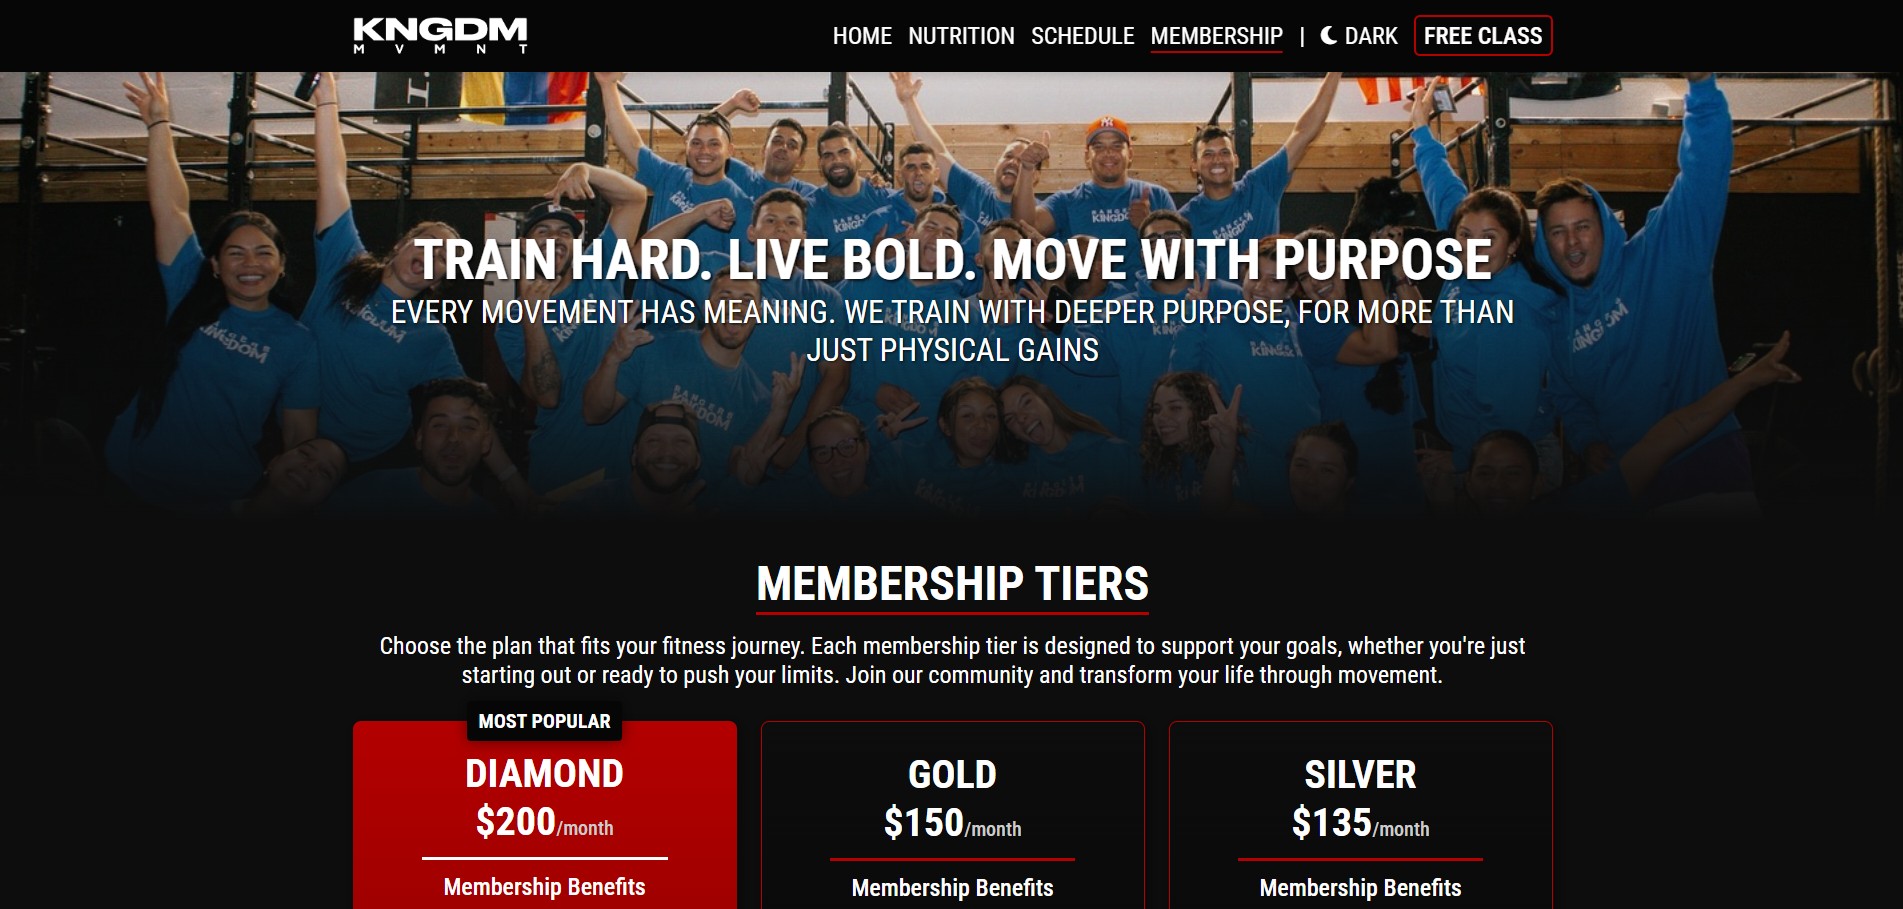 KNGDM
MVMNT
HOME NUTRITION SCHEDULE MEMBERSHIP | DARK FREE CLASS
TRAIN HARD. LIVE BOLD. MOVE WITH PURPOSE
EVERY MOVEMENT HAS MEANING. WE TRAIN WITH DEEPER PURPOSE, FOR MORE THAN
JUST PHYSICAL GAINS
MEMBERSHIP TIERS
Choose the plan that fits your fitness journey. Each membership tier is designed to support your goals, whether you're just
starting out or ready to push your limits. Join our community and transform your life through movement.
MOST POPULAR
DIAMOND
$200/month
Membership Benefits
GOLD
$150/month
Membership Benefits
SILVER
$135/month
Membership Benefits